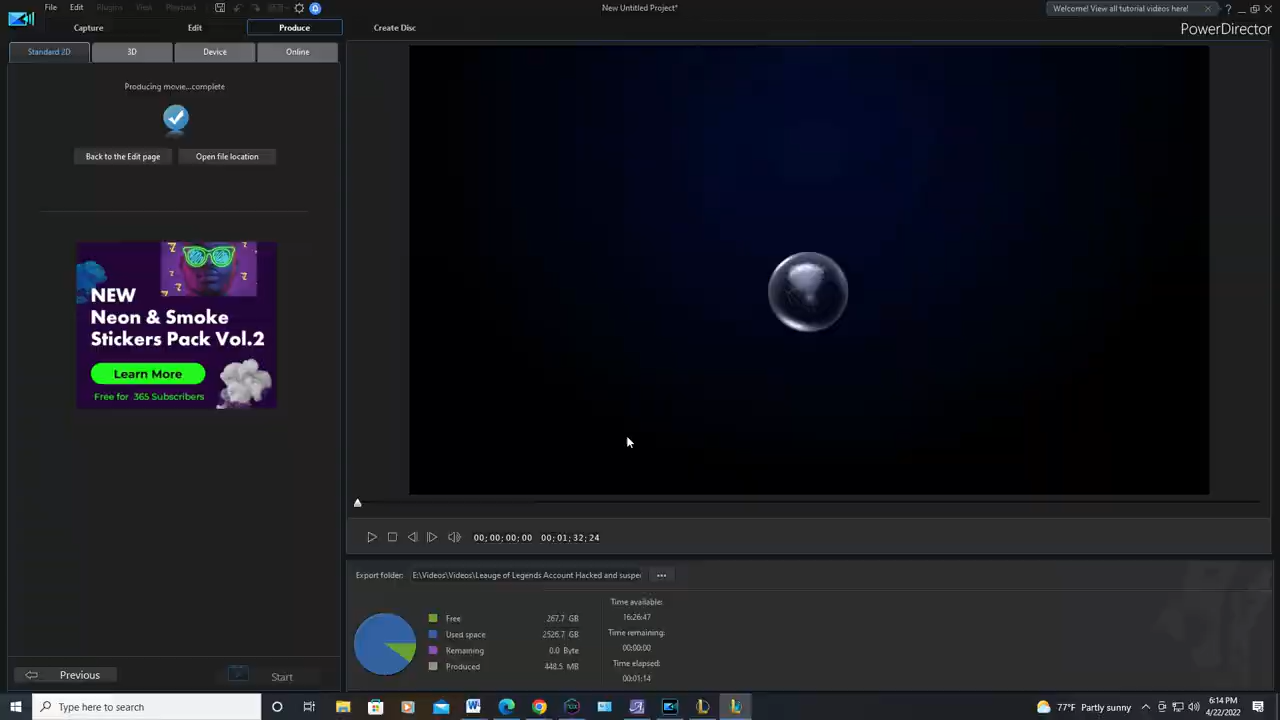 File Edit Plugins View Playback
New Untitled Project*
Welcome! View all tutorial videos here!
Capture Edit Produce Create Disc
PowerDirector
Standard 2D 3D Device Online
Producing movie...complete
Back to the Edit page Open file location
NEW
Neon & Smoke
Stickers Pack Vol.2
Learn More
Free for 365 Subscribers
00;00;00;00 00;01;32;24
Export folder: E:\Videos\Videos\Leauge of Legends Account Hacked and suspe
Time available:
Free 267.7 GB
16:26:47
Used space 2526.7 GB
Time remaining:
Remaining 0.0 Byte
00:00:00
Produced 448.5 MB
Time elapsed:
00:01:14
Previous Start
Type here to search
77°F Partly sunny
6:14 PM
4/22/2022